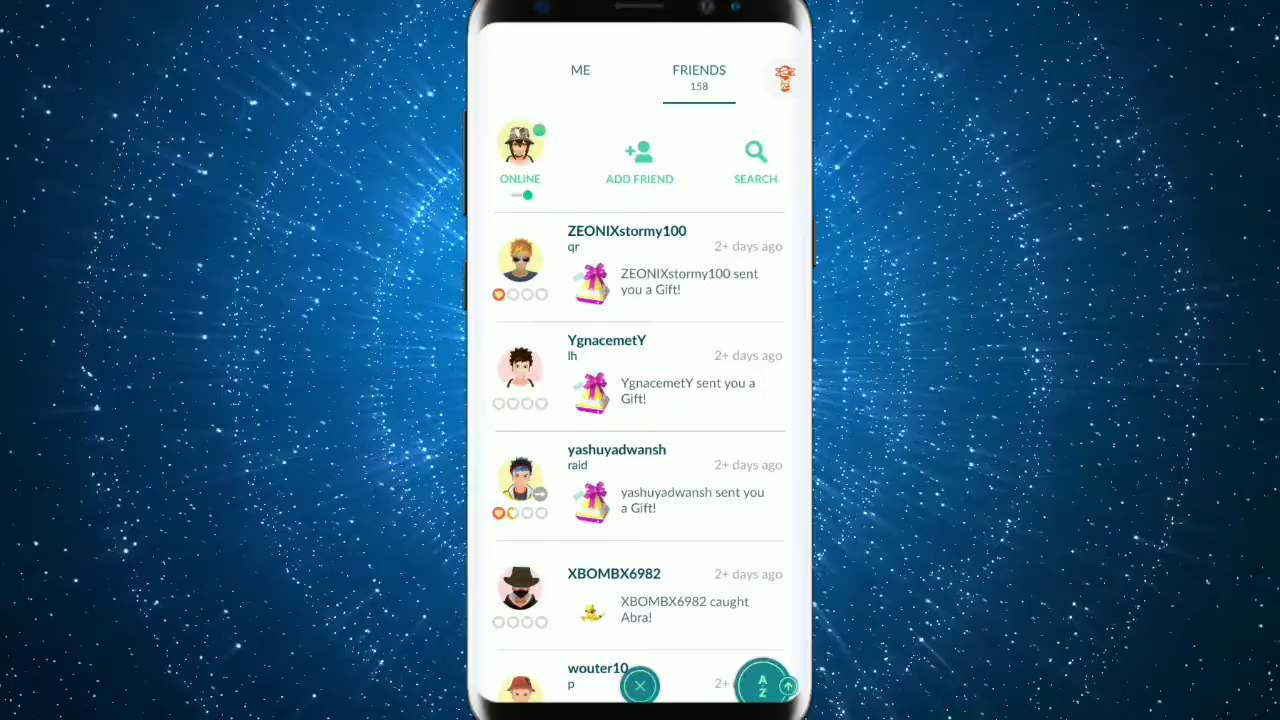 ME
FRIENDS
158
ONLINE
ADD FRIEND
SEARCH
ZEONIXstormy100
qr
2+ days ago
ZEONIXstormy100 sent
you a Gift!
YgnacemetY
lh
2+ days ago
YgnacemetY sent you a
Gift!
yashuyadwansh
raid
2+ days ago
yashuyadwansh sent you
a Gift!
XBOMBX6982
2+ days ago
XBOMBX6982 caught
Abra!
wouter10
p
2+
A
Z